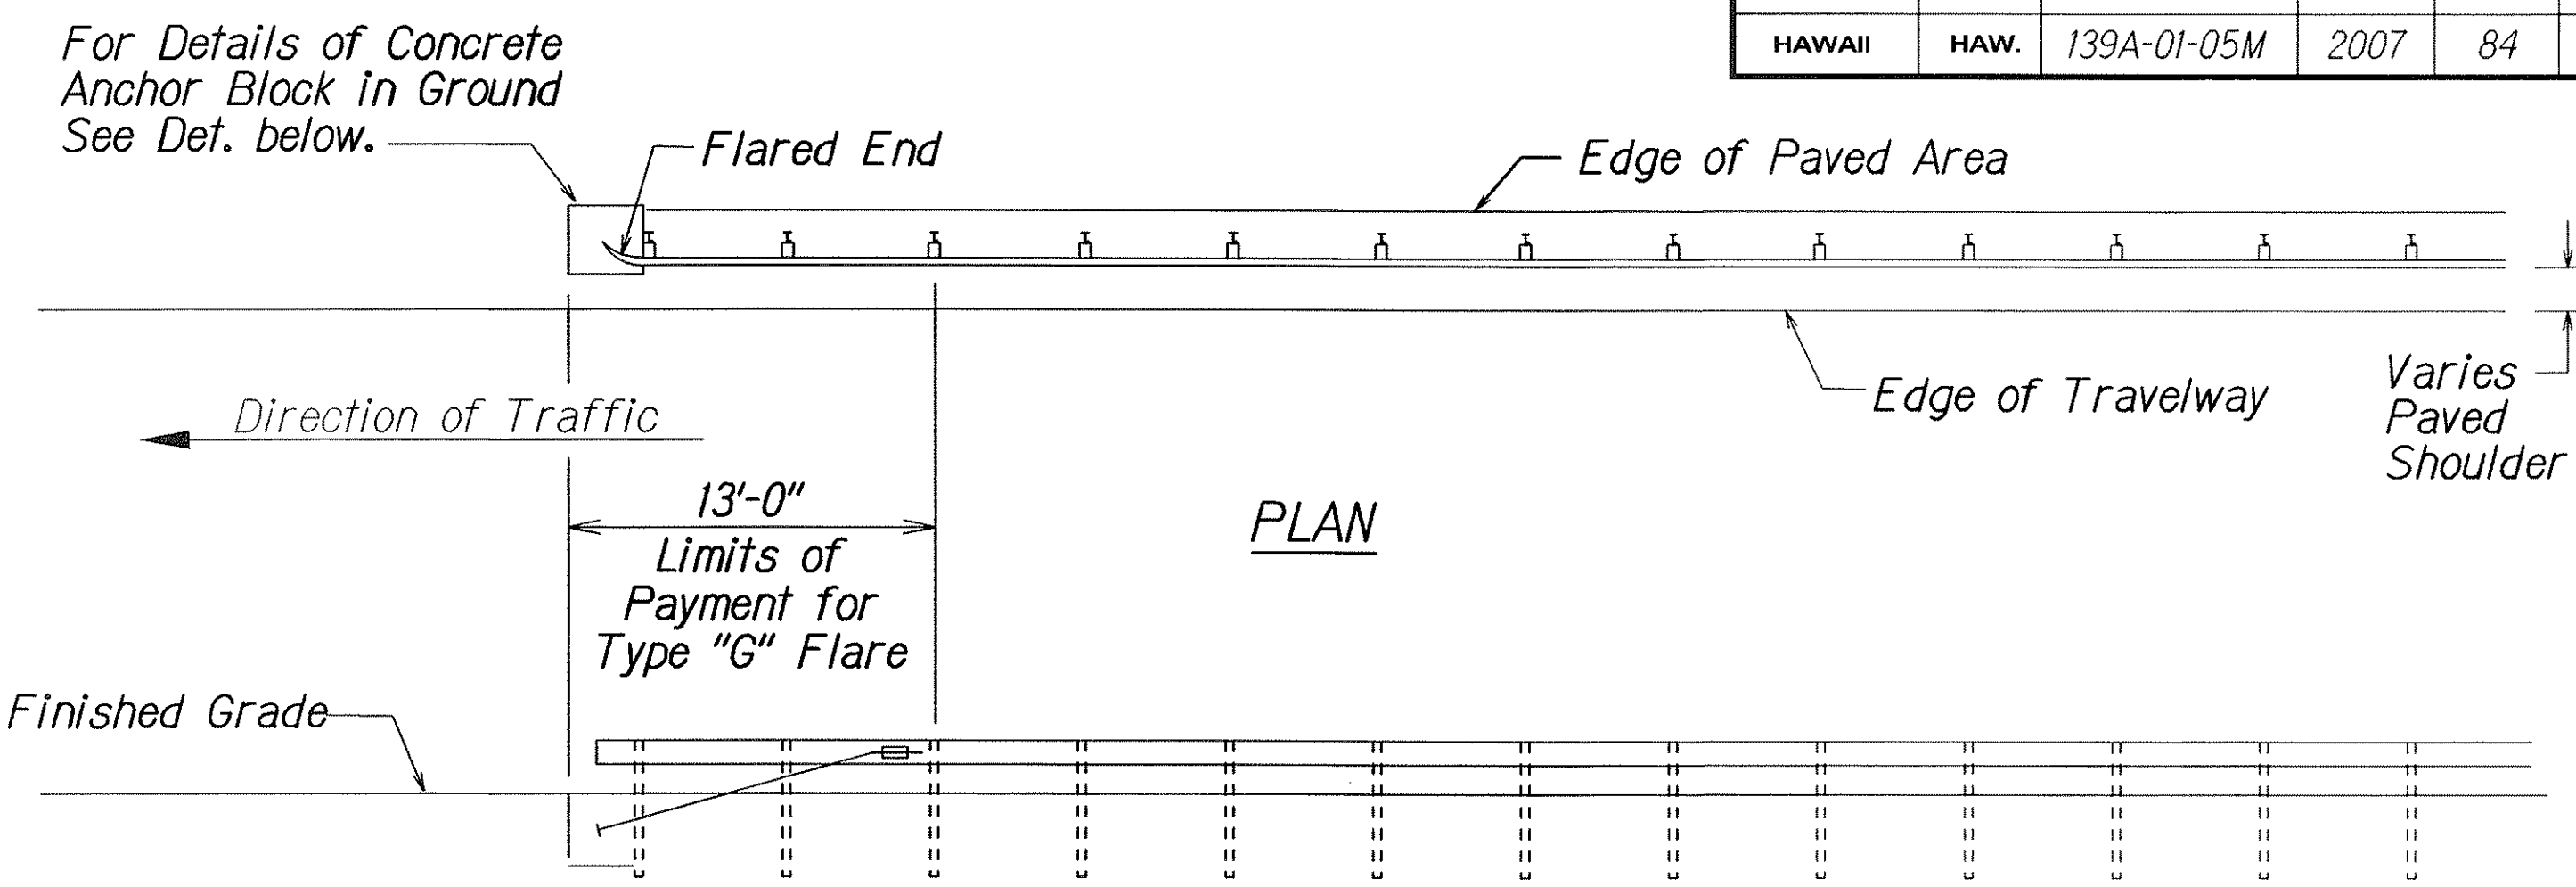 HAWAII HAW. 139A-01-05M 2007 84
For Details of Concrete
Anchor Block in Ground
See Det. below.
Flared End
Edge of Paved Area
Edge of Travelway
Varies
Paved
Shoulder
Direction of Traffic
13'-0"
Limits of
Payment for
Type "G" Flare
PLAN
Finished Grade